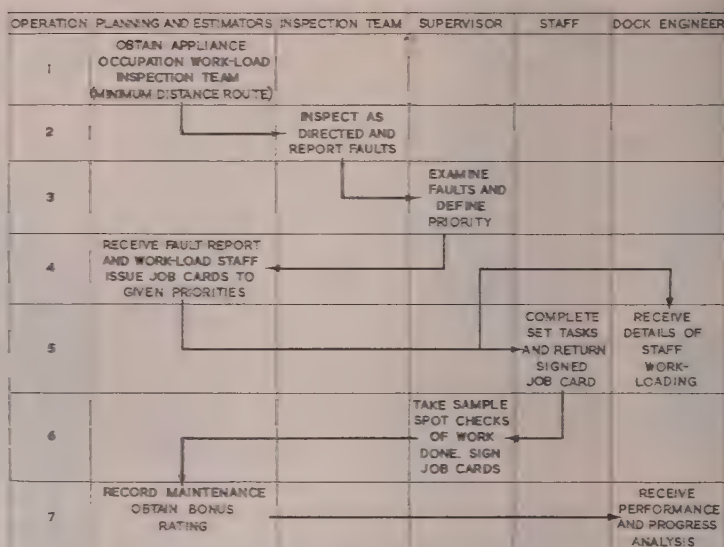 OPERATION PLANNING AND ESTIMATORS INSPECTION TEAM SUPERVISOR STAFF DOCK ENGINEER
1
OBTAIN APPLIANCE
OCCUPATION WORK-LOAD
INSPECTION TEAM
(MINIMUM DISTANCE ROUTE)
2
INSPECT AS
DIRECTED AND
REPORT FAULTS
3
EXAMINE
FAULTS AND
DEFINE
PRIORITY
4
RECEIVE FAULT REPORT
AND WORK-LOAD STAFF
ISSUE JOB CARDS TO
GIVEN PRIORITIES
5
COMPLETE
SET TASKS
AND RETURN
SIGNED
JOB CARD
RECEIVE
DETAILS OF
STAFF
WORK-
LOADING
6
TAKE SAMPLE
SPOT CHECKS
OF WORK
DONE. SIGN
JOB CARDS
7
RECORD MAINTENANCE
OBTAIN BONUS
RATING
RECEIVE
PERFORMANCE
AND PROGRESS
ANALYSIS